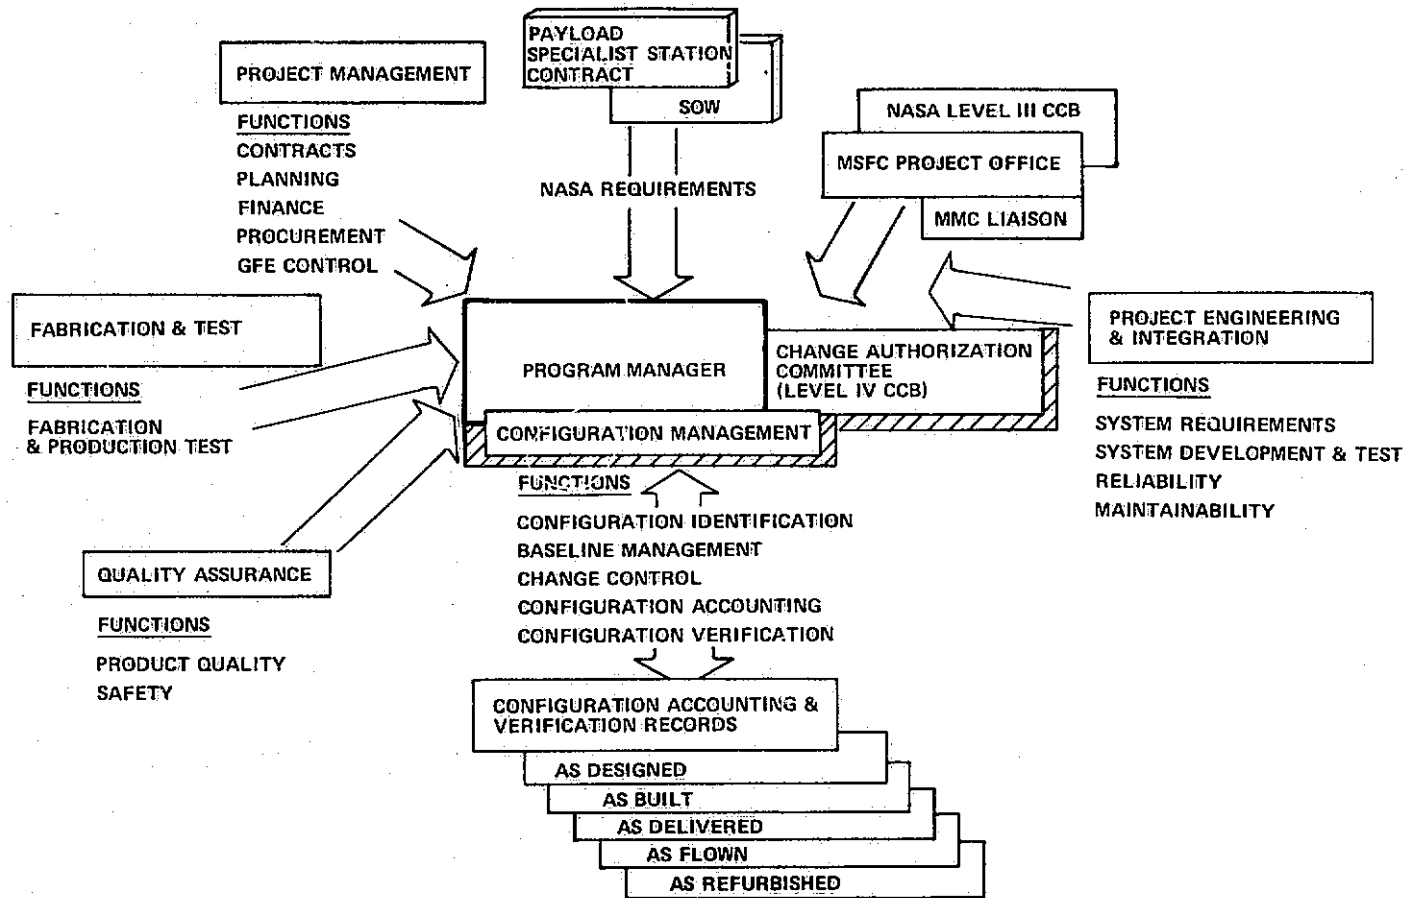 PROJECT MANAGEMENT
FUNCTIONS
CONTRACTS
PLANNING
FINANCE
PROCUREMENT
GFE CONTROL
PAYLOAD
SPECIALIST STATION
CONTRACT
SOW
NASA REQUIREMENTS
NASA LEVEL III CCB
MSFC PROJECT OFFICE
MMC LIAISON
FABRICATION & TEST
FUNCTIONS
FABRICATION
& PRODUCTION TEST
PROGRAM MANAGER
CHANGE AUTHORIZATION
COMMITTEE
(LEVEL IV CCB)
PROJECT ENGINEERING
& INTEGRATION
FUNCTIONS
SYSTEM REQUIREMENTS
SYSTEM DEVELOPMENT & TEST
RELIABILITY
MAINTAINABILITY
CONFIGURATION MANAGEMENT
FUNCTIONS
CONFIGURATION IDENTIFICATION
BASELINE MANAGEMENT
CHANGE CONTROL
CONFIGURATION ACCOUNTING
CONFIGURATION VERIFICATION
QUALITY ASSURANCE
FUNCTIONS
PRODUCT QUALITY
SAFETY
CONFIGURATION ACCOUNTING &
VERIFICATION RECORDS
AS DESIGNED
AS BUILT
AS DELIVERED
AS FLOWN
AS REFURBISHED